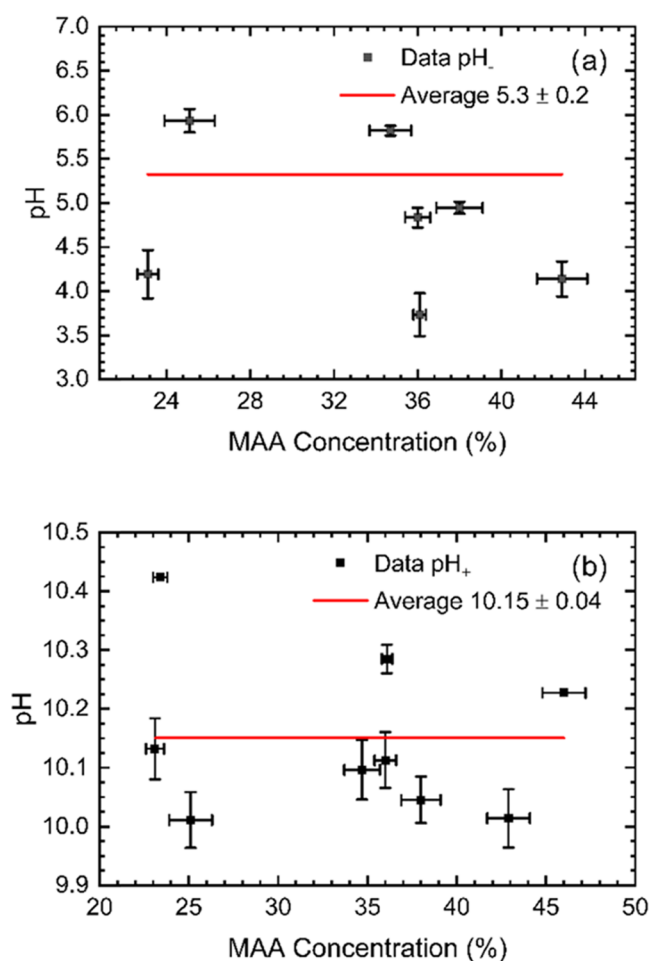 7.0
6.5
6.0
5.5
5.0
4.5
4.0
3.5
3.0
pH
Data pH-
Average 5.3 ± 0.2
(a)
24 28 32 36 40 44
MAA Concentration (%)
10.5
10.4
10.3
10.2
10.1
10.0
9.9
pH
Data pH+
Average 10.15 ± 0.04
(b)
20 25 30 35 40 45 50
MAA Concentration (%)